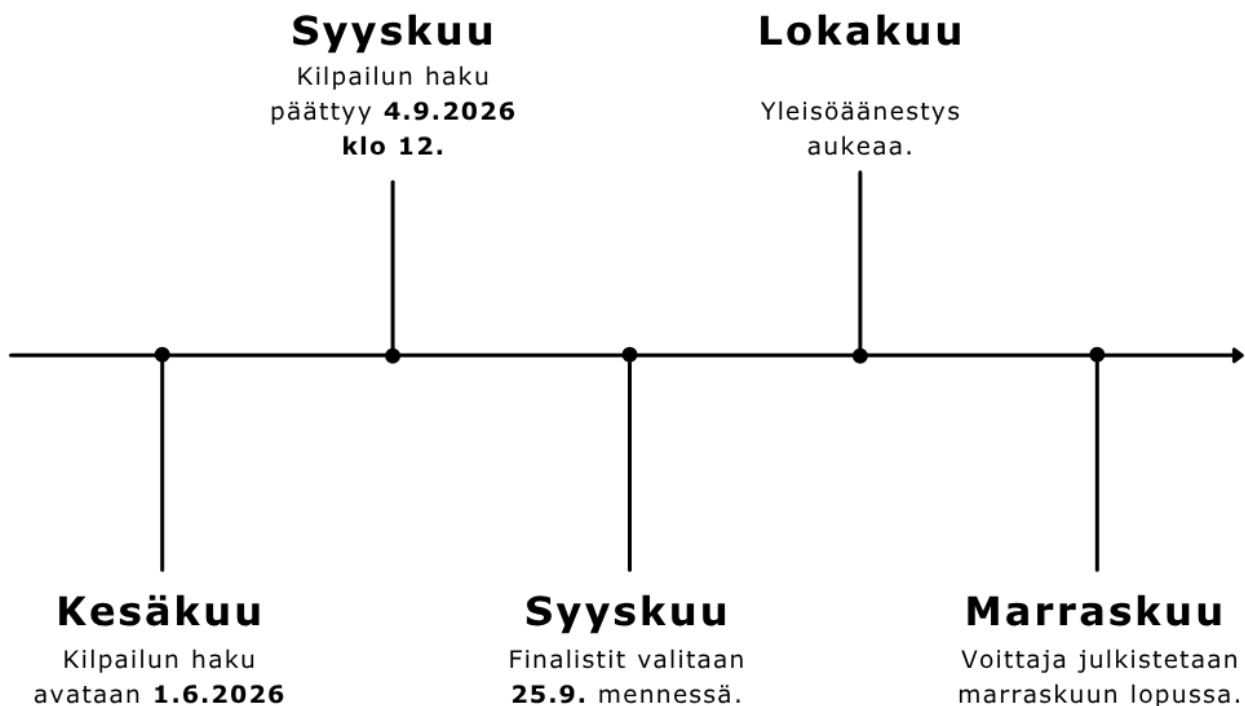 Syyskuu
Kilpailun haku
päättyy 4.9.2026
klo 12.
Lokakuu
Yleisöäänestys
aukeaa.
Kesäkuu
Kilpailun haku
avataan 1.6.2026
Syyskuu
Finalistit valitaan
25.9. mennessä.
Marraskuu
Voittaja julkistetaan
marraskuun lopussa.